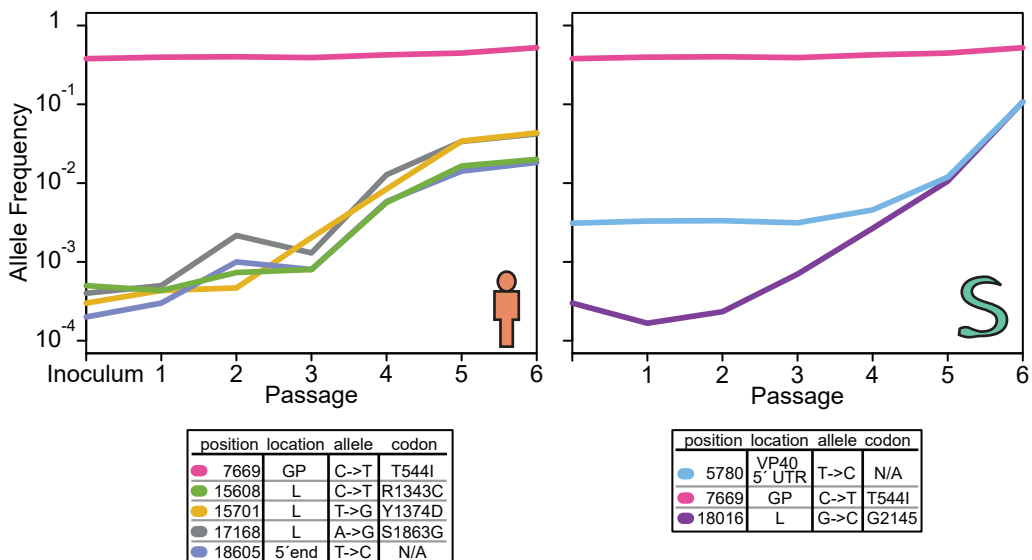 Allele Frequency
1
10-1
10-2
10-3
10-4
Inoculum 1 2 3 4 5 6
Passage
1 2 3 4 5 6
Passage
position location allele codon
7669 GP C->T T544I
15608 L C->T R1343C
15701 L T->G Y1374D
17168 L A->G S1863G
18605 5´end T->C N/A
position location allele codon
5780 VP40 5´ UTR T->C N/A
7669 GP C->T T544I
18016 L G->C G2145